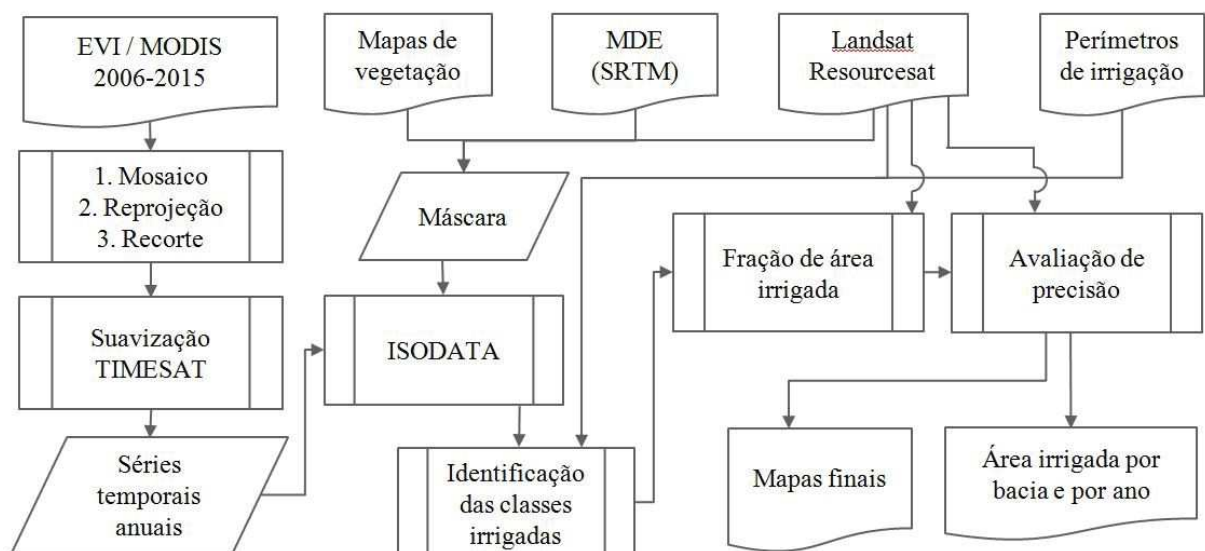 EVI / MODIS
2006-2015
Mapas de
vegetação
MDE
(SRTM)
Landsat
Resourcesat
Perímetros
de irrigação
1. Mosaico
2. Reprojeção
3. Recorte
Máscara
Fração de área
irrigada
Avaliação de
precisão
Suavização
TIMESAT
ISODATA
Séries
temporais
anuais
Identificação
das classes
irrigadas
Mapas finais
Área irrigada por
bacia e por ano